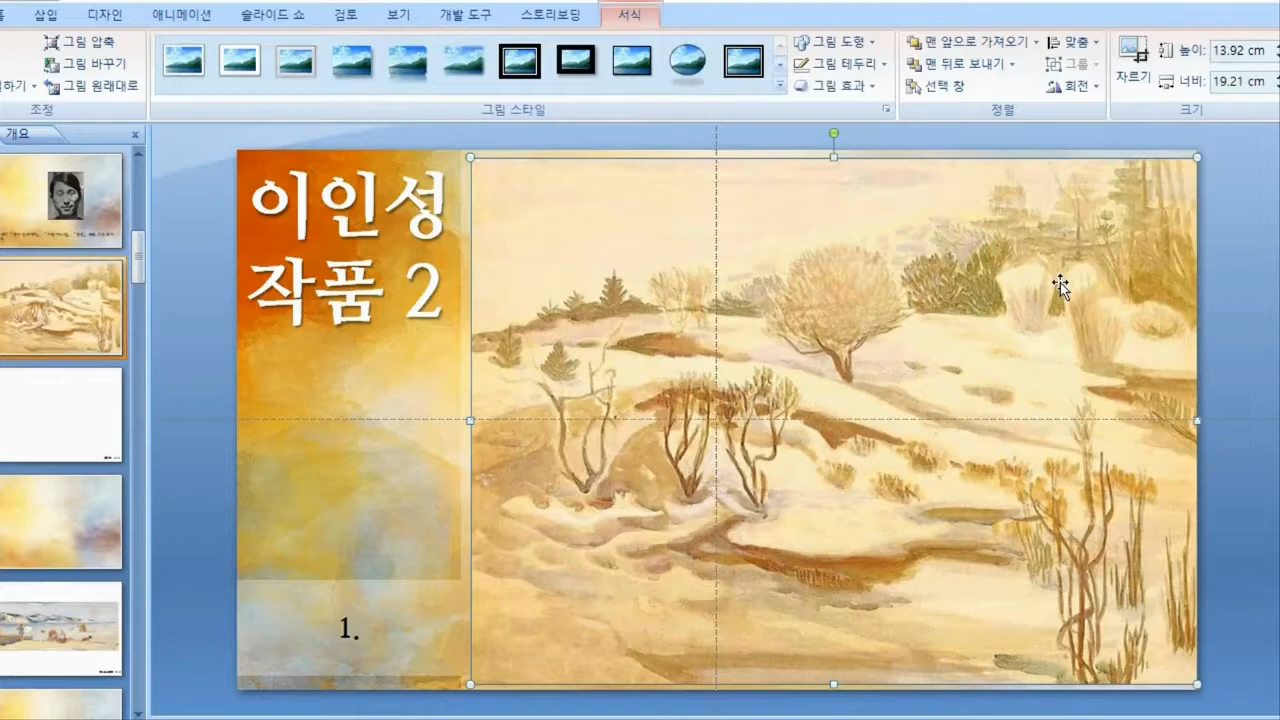 삽입 디자인 애니메이션 슬라이드 쇼 검토 보기 개발 도구 스토리보딩 서식
그림 압축
그림 바꾸기
하기 그림 원래대로
조정
그림 도형
그림 테두리
그림 효과
그림 스타일
맨 앞으로 가져오기 맞춤
맨 뒤로 보내기 그룹
선택 창 회전
정렬
자르기
높이: 13.92 cm
너비: 19.21 cm
크기
개요 x
이인성
작품 2
1.